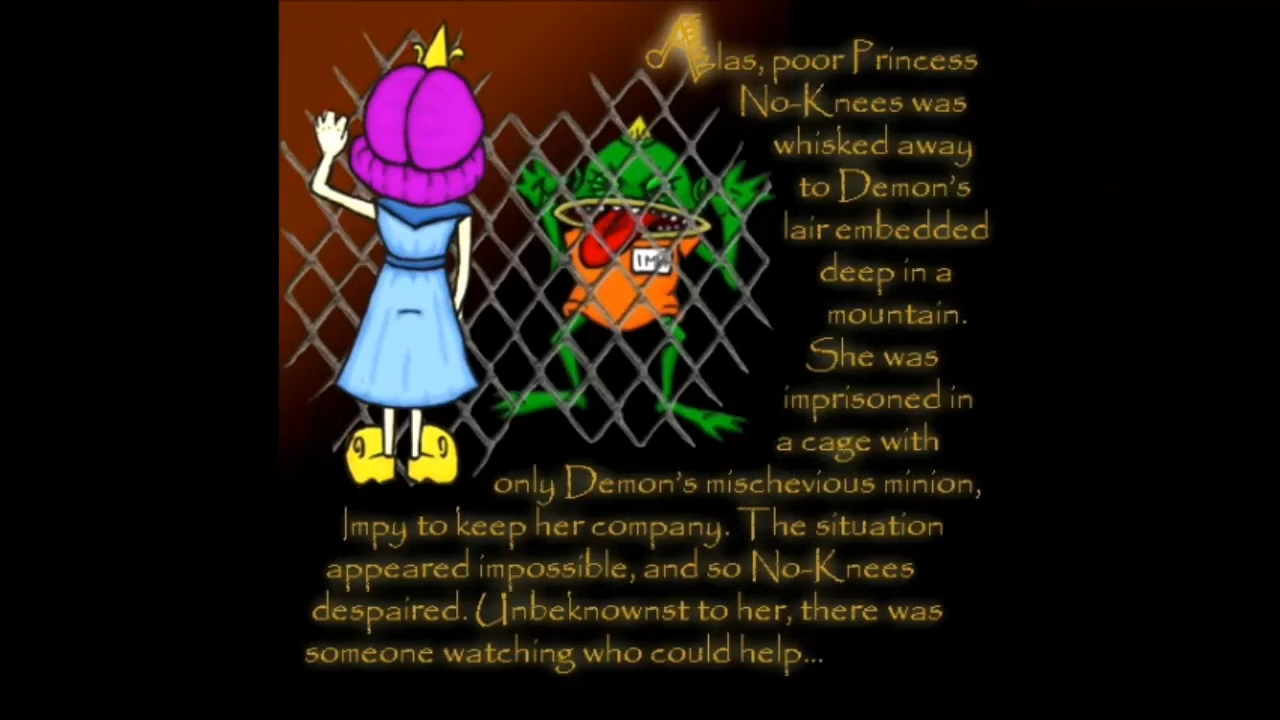 Alas, poor Princess
No-Knees was
whisked away
to Demon's
lair embedded
deep in a
mountain.
She was
imprisoned in
a cage with
only Demon's mischevious minion,
Impy to keep her company. The situation
appeared impossible, and so No-Knees
despaired. Unbeknownst to her, there was
someone watching who could help...